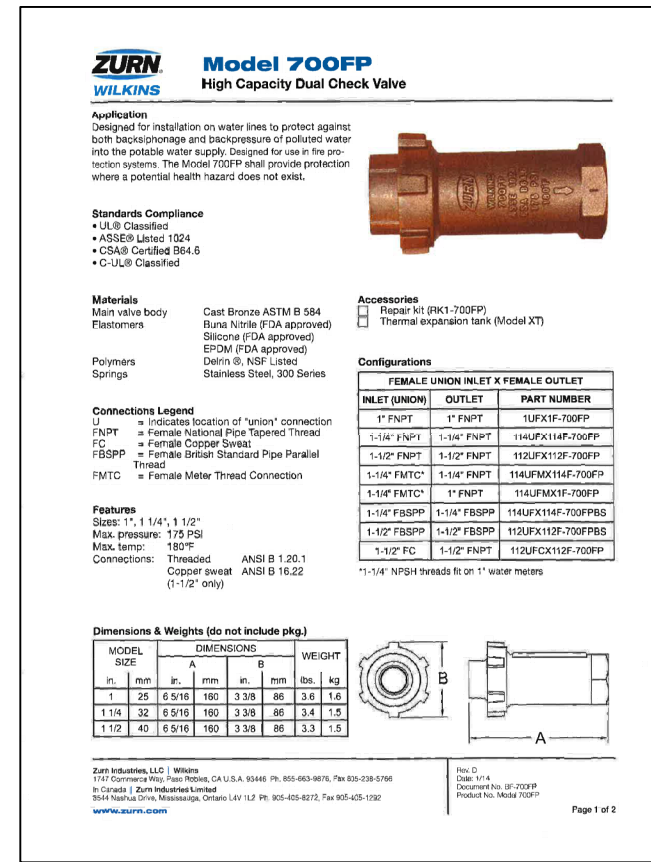 ZURN
WILKINS
Model 700FP
High Capacity Dual Check Valve
Application
Designed for installation on water lines to protect against
both backsiphonage and backpressure of polluted water
into the potable water supply. Designed for use in fire pro-
tection systems. The Model 700FP shall provide protection
where a potential health hazard does not exist.
Standards Compliance
• UL® Classified
• ASSE® Listed 1024
• CSA® Certified B64.6
• C-UL® Classified
ZURN
WILKINS
700FP
Materials
Main valve body Cast Bronze ASTM B 584
Elastomers Buna Nitrile (FDA approved)
Silicone (FDA approved)
EPDM (FDA approved)
Polymers Delrin ®, NSF Listed
Springs Stainless Steel, 300 Series
Accessories
Repair kit (RK1-700FP)
Thermal expansion tank (Model XT)
Connections Legend
U = Indicates location of "union" connection
FNPT = Female National Pipe Tapered Thread
FC = Female Copper Sweat
FBSPP = Female British Standard Pipe Parallel
Thread
FMTC = Female Meter Thread Connection
Features
Sizes: 1", 1 1/4", 1 1/2"
Max. pressure: 175 PSI
Max. temp: 180°F
Connections: Threaded ANSI B 1.20.1
Copper sweat ANSI B 16.22
(1-1/2" only)
Configurations
FEMALE UNION INLET X FEMALE OUTLET
INLET (UNION) OUTLET PART NUMBER
1" FNPT 1" FNPT 1UFX1F-700FP
1-1/4" FNPT 1-1/4" FNPT 114UFX114F-700FP
1-1/2" FNPT 1-1/2" FNPT 112UFX112F-700FP
1-1/4" FMTC* 1-1/4" FNPT 114UFMX114F-700FP
1-1/4" FMTC* 1" FNPT 114UFMX1F-700FP
1-1/4" FBSPP 1-1/4" FBSPP 114UFX114F-700FPBS
1-1/2" FBSPP 1-1/2" FBSPP 112UFX112F-700FPBS
1-1/2" FC 1-1/2" FNPT 112UFCX112F-700FP
*1-1/4" NPSH threads fit on 1" water meters
Dimensions & Weights (do not include pkg.)
MODEL SIZE DIMENSIONS WEIGHT
A B
in. mm in. mm in. mm lbs. kg
1 25 6 5/16 160 3 3/8 86 3.6 1.6
1 1/4 32 6 5/16 160 3 3/8 86 3.4 1.5
1 1/2 40 6 5/16 160 3 3/8 86 3.3 1.5
B
A
Zurn Industries, LLC | Wilkins
1747 Commerce Way, Paso Robles, CA U.S.A. 93446 Ph. 855-663-9876, Fax 805-238-5766
In Canada | Zurn Industries Limited
3544 Nashua Drive, Mississauga, Ontario L4V 1L2 Ph. 905-405-8272, Fax 905-405-1292
www.zurn.com
Rev. D
Date: 1/14
Document No. BF-700FP
Product No. Model 700FP
Page 1 of 2